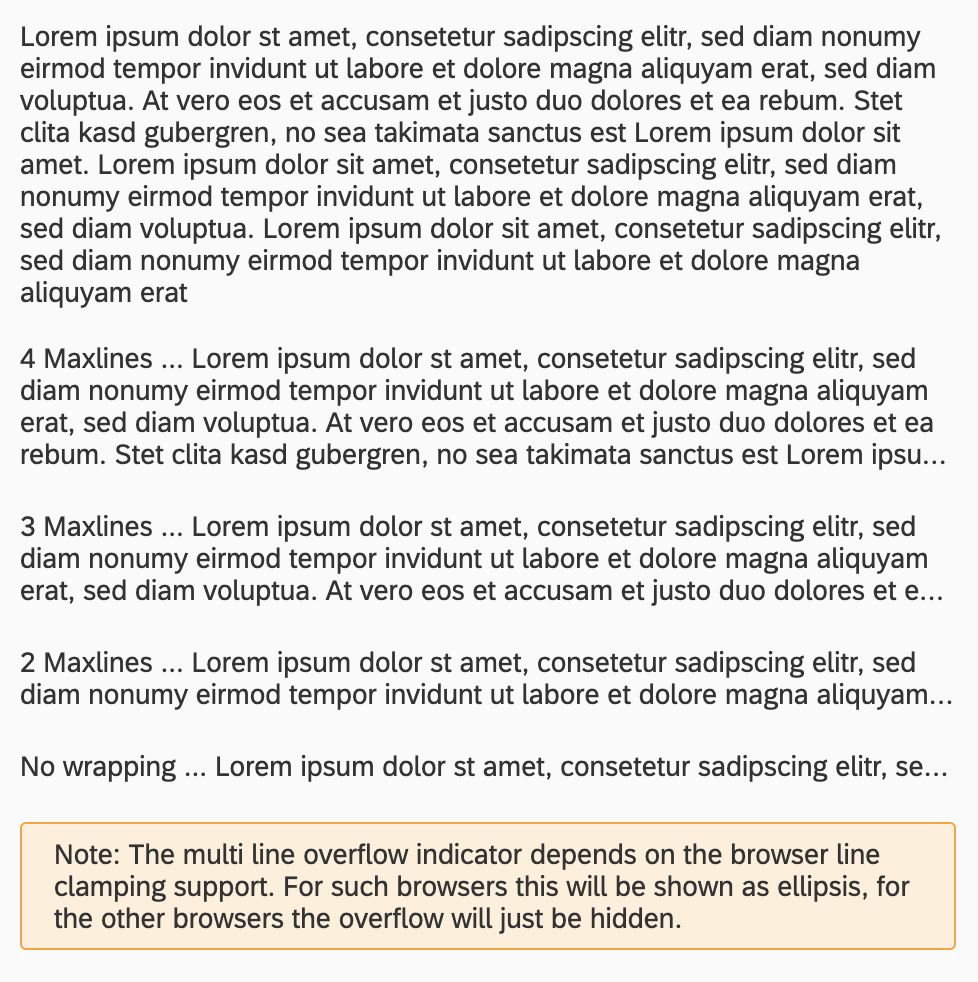 Lorem ipsum dolor st amet, consetetur sadipscing elitr, sed diam nonumy
eirmod tempor invidunt ut labore et dolore magna aliquyam erat, sed diam
voluptua. At vero eos et accusam et justo duo dolores et ea rebum. Stet
clita kasd gubergren, no sea takimata sanctus est Lorem ipsum dolor sit
amet. Lorem ipsum dolor sit amet, consetetur sadipscing elitr, sed diam
nonumy eirmod tempor invidunt ut labore et dolore magna aliquyam erat,
sed diam voluptua. Lorem ipsum dolor sit amet, consetetur sadipscing elitr,
sed diam nonumy eirmod tempor invidunt ut labore et dolore magna
aliquyam erat
4 Maxlines ... Lorem ipsum dolor st amet, consetetur sadipscing elitr, sed
diam nonumy eirmod tempor invidunt ut labore et dolore magna aliquyam
erat, sed diam voluptua. At vero eos et accusam et justo duo dolores et ea
rebum. Stet clita kasd gubergren, no sea takimata sanctus est Lorem ipsu...
3 Maxlines ... Lorem ipsum dolor st amet, consetetur sadipscing elitr, sed
diam nonumy eirmod tempor invidunt ut labore et dolore magna aliquyam
erat, sed diam voluptua. At vero eos et accusam et justo duo dolores et e...
2 Maxlines ... Lorem ipsum dolor st amet, consetetur sadipscing elitr, sed
diam nonumy eirmod tempor invidunt ut labore et dolore magna aliquyam...
No wrapping ... Lorem ipsum dolor st amet, consetetur sadipscing elitr, se...
Note: The multi line overflow indicator depends on the browser line
clamping support. For such browsers this will be shown as ellipsis, for
the other browsers the overflow will just be hidden.